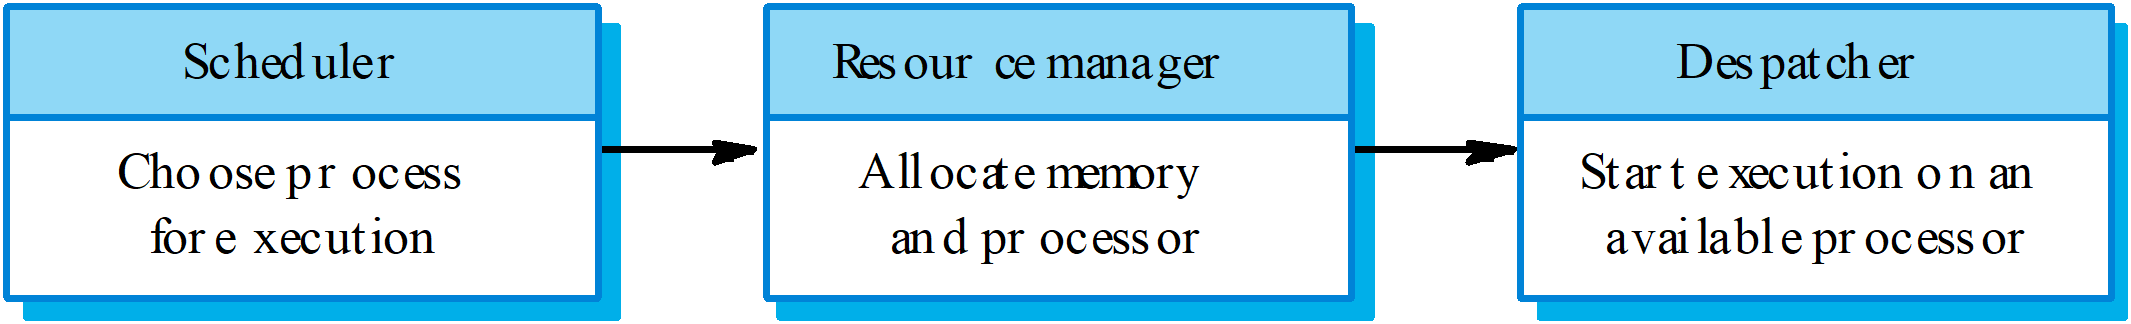 Scheduler
Choose process
for execution
Resource manager
Allocate memory
and processor
Despatcher
Start execution on an
available processor